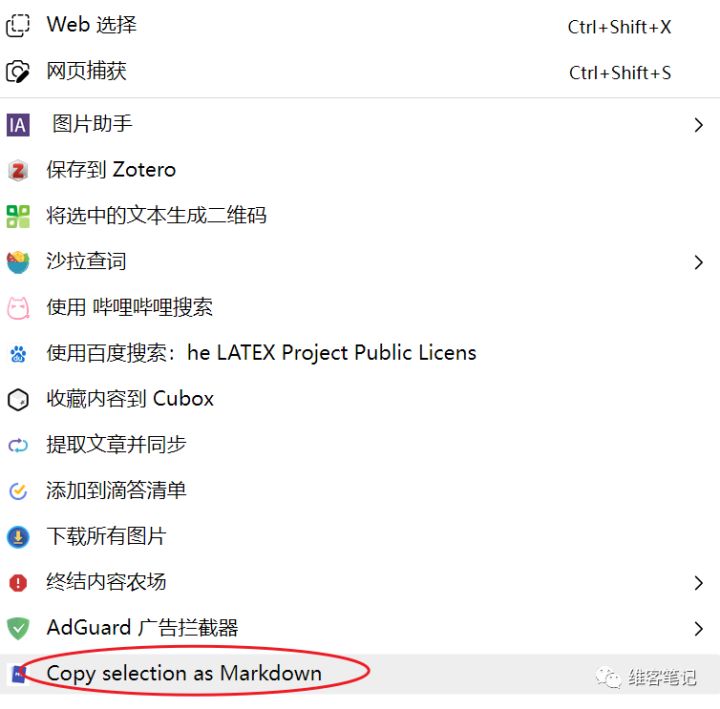 Web 选择 Ctrl+Shift+X
网页捕获 Ctrl+Shift+S
IA 图片助手
Z 保存到 Zotero
将选中的文本生成二维码
沙拉查词
使用 哔哩哔哩搜索
使用百度搜索：he LATEX Project Public Licens
收藏内容到 Cubox
提取文章并同步
添加到滴答清单
下载所有图片
终结内容农场
AdGuard 广告拦截器
Copy selection as Markdown
维客笔记